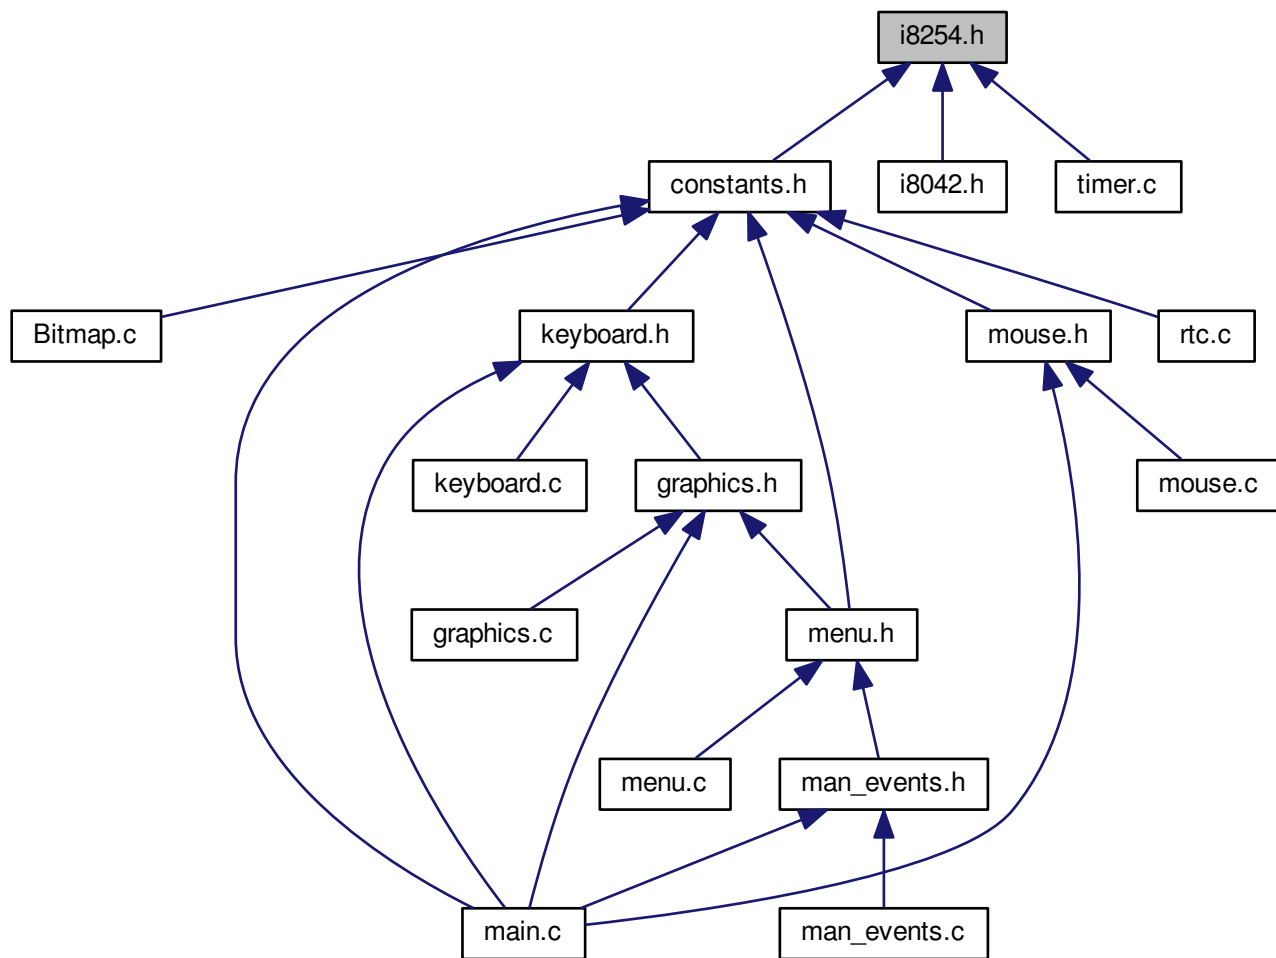 i8254.h
constants.h
i8042.h
timer.c
Bitmap.c
keyboard.h
mouse.h
rtc.c
keyboard.c
graphics.h
mouse.c
graphics.c
menu.h
menu.c
man_events.h
main.c
man_events.c